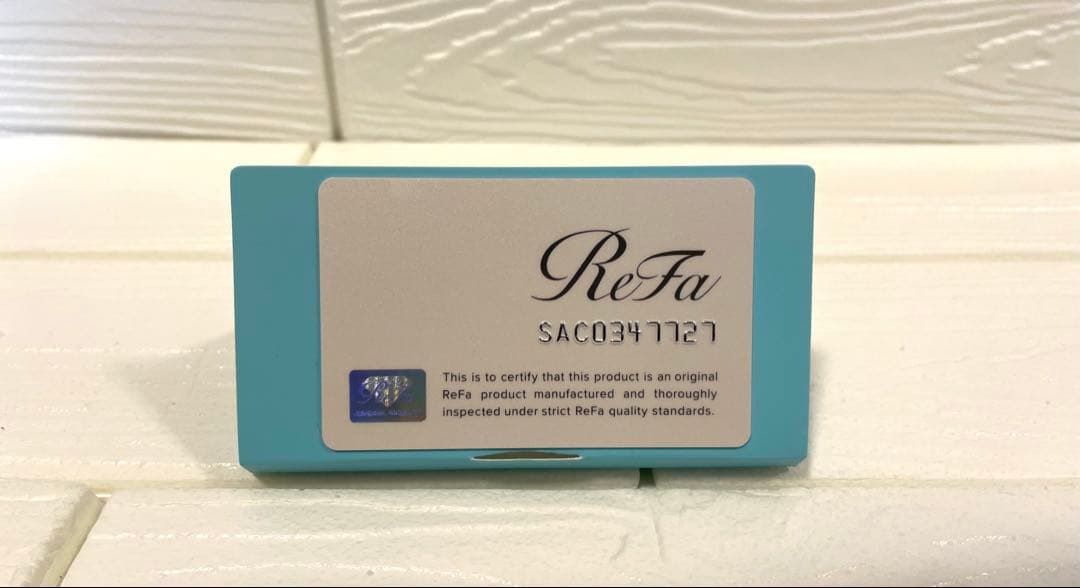 ReFa
SAC0347727
This is to certify that this product is an original
ReFa product manufactured and thoroughly
inspected under strict ReFa quality standards.